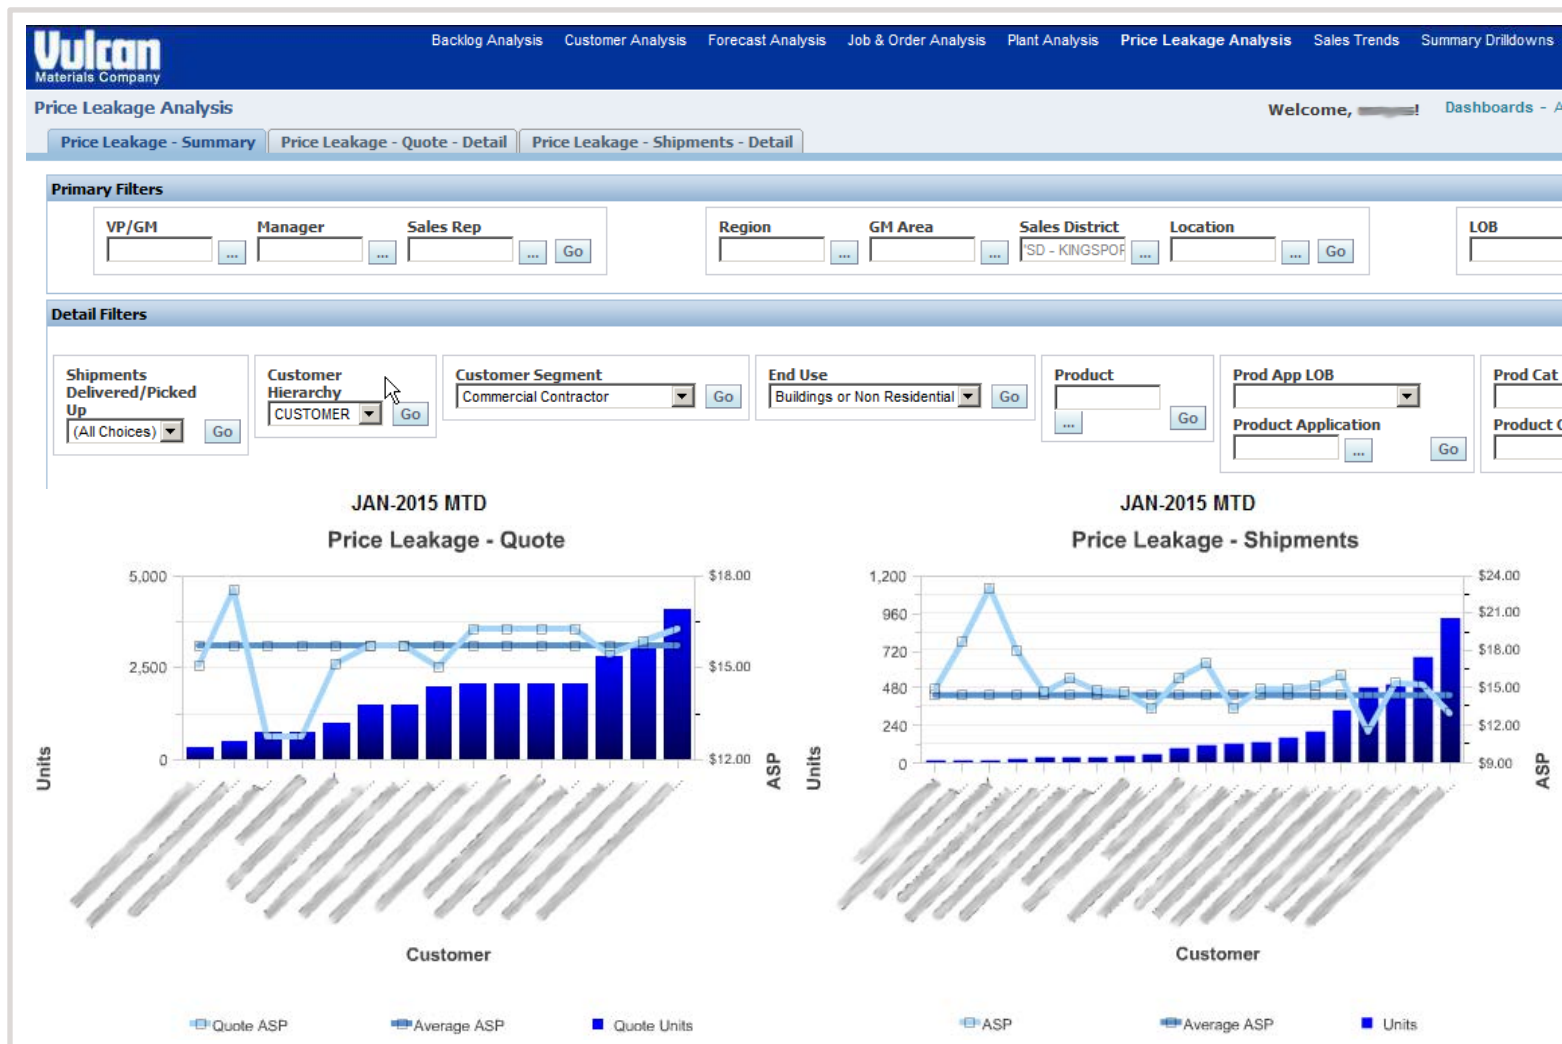 Vulcan
Materials Company
Backlog Analysis Customer Analysis Forecast Analysis Job & Order Analysis Plant Analysis Price Leakage Analysis Sales Trends Summary Drilldowns
Price Leakage Analysis
Welcome, ! Dashboards - A
Price Leakage - Summary Price Leakage - Quote - Detail Price Leakage - Shipments - Detail
Primary Filters
VP/GM Manager Sales Rep Region GM Area Sales District Location LOB
... ... ... Go ... ... 'SD - KINGSPOR ... ... Go
Detail Filters
Shipments Delivered/Picked Up
(All Choices) Go
Customer Hierarchy
CUSTOMER Go
Customer Segment
Commercial Contractor Go
End Use
Buildings or Non Residential Go
Product
... Go
Prod App LOB
Product Application
... Go
Prod Cat
Product C
JAN-2015 MTD
Price Leakage - Quote
5,000
2,500
0
$18.00
$15.00
$12.00
Units
ASP
Customer
Quote ASP Average ASP Quote Units
JAN-2015 MTD
Price Leakage - Shipments
1,200
960
720
480
240
0
$24.00
$21.00
$18.00
$15.00
$12.00
$9.00
Units
ASP
Customer
ASP Average ASP Units